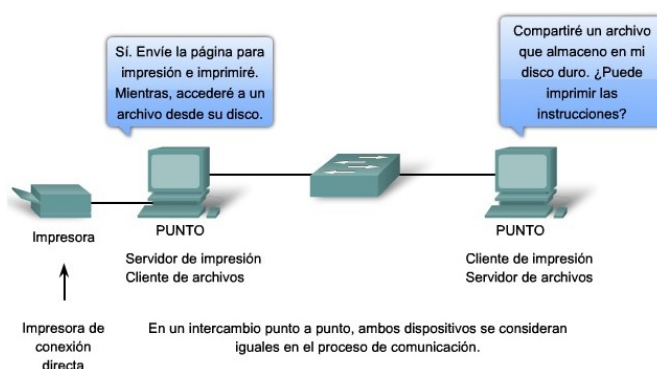 Sí. Envíe la página para
impresión e imprimiré.
Mientras, accederé a un
archivo desde su disco.
Compartiré un archivo
que almaceno en mi
disco duro. ¿Puede
imprimir las
instrucciones?
Impresora
PUNTO
Servidor de impresión
Cliente de archivos
PUNTO
Cliente de impresión
Servidor de archivos
Impresora de
conexión
directa
En un intercambio punto a punto, ambos dispositivos se consideran
iguales en el proceso de comunicación.